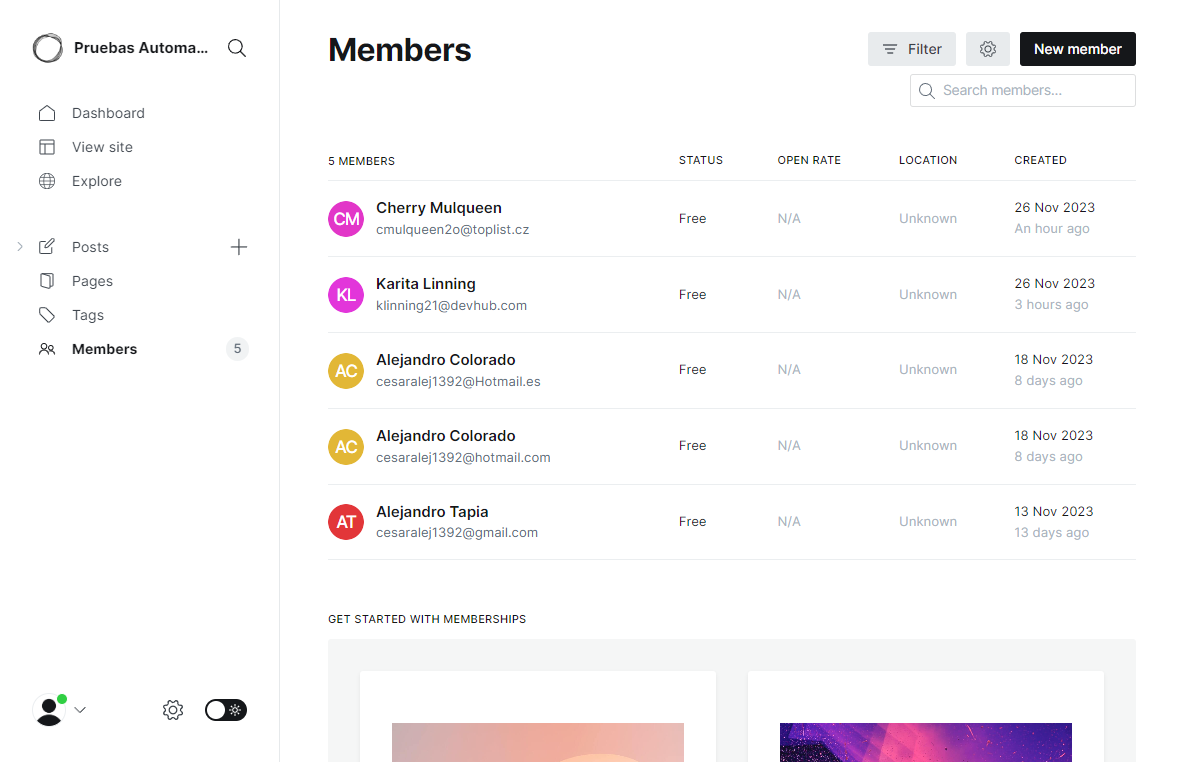 Pruebas Automa...
Dashboard
View site
Explore
Posts
Pages
Tags
Members 5
Members
Filter
New member
Search members...
5 MEMBERS STATUS OPEN RATE LOCATION CREATED
CM Cherry Mulqueen Free N/A Unknown 26 Nov 2023
cmulqueen2o@toplist.cz An hour ago
KL Karita Linning Free N/A Unknown 26 Nov 2023
klinning21@devhub.com 3 hours ago
AC Alejandro Colorado Free N/A Unknown 18 Nov 2023
cesaralej1392@Hotmail.es 8 days ago
AC Alejandro Colorado Free N/A Unknown 18 Nov 2023
cesaralej1392@hotmail.com 8 days ago
AT Alejandro Tapia Free N/A Unknown 13 Nov 2023
cesaralej1392@gmail.com 13 days ago
GET STARTED WITH MEMBERSHIPS